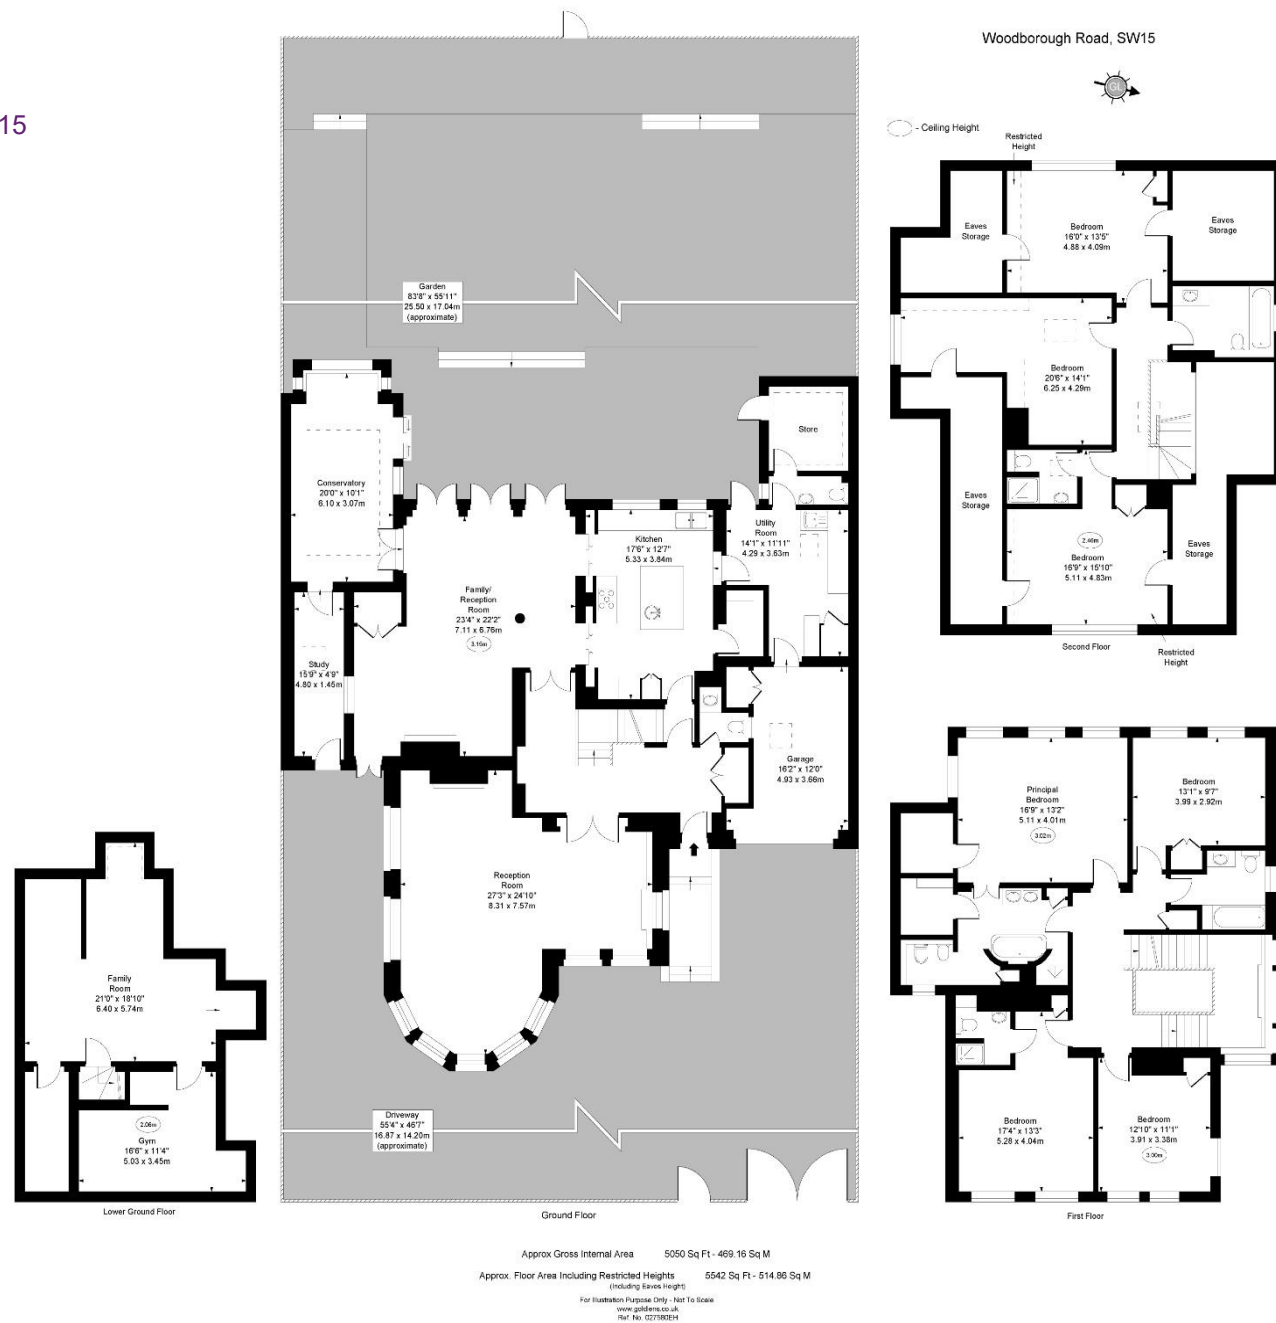 Woodborough Road, SW15
15
GL
- Ceiling Height
Restricted
Height
Eaves
Storage
Bedroom
16'0" x 13'5"
4.88 x 4.09m
Eaves
Storage
Bedroom
20'6" x 14'1"
6.25 x 4.29m
Eaves
Storage
2.46m
Bedroom
16'9" x 15'10"
5.11 x 4.83m
Eaves
Storage
Second Floor
Restricted
Height
Garden
83'8" x 55'11"
25.50 x 17.04m
(approximate)
Store
Conservatory
20'0" x 10'1"
6.10 x 3.07m
Kitchen
17'6" x 12'7"
5.33 x 3.84m
Utility
Room
14'1" x 11'11"
4.29 x 3.63m
Family/
Reception
Room
23'4" x 22'2"
7.11 x 6.76m
3.19m
Study
15'9" x 4'9"
4.80 x 1.45m
Garage
16'2" x 12'0"
4.93 x 3.66m
Reception
Room
27'3" x 24'10"
8.31 x 7.57m
Driveway
55'4" x 46'7"
16.87 x 14.20m
(approximate)
Ground Floor
Family
Room
21'0" x 18'10"
6.40 x 5.74m
2.06m
Gym
16'6" x 11'4"
5.03 x 3.45m
Lower Ground Floor
Principal
Bedroom
16'9" x 13'2"
5.11 x 4.01m
3.02m
Bedroom
13'1" x 9'7"
3.99 x 2.92m
Bedroom
17'4" x 13'3"
5.28 x 4.04m
Bedroom
12'10" x 11'1"
3.91 x 3.38m
3.00m
First Floor
Approx Gross Internal Area 5050 Sq Ft - 469.16 Sq M
Approx. Floor Area Including Restricted Heights 5542 Sq Ft - 514.86 Sq M
(Including Eaves Height)
For Illustration Purpose Only - Not To Scale
www.goldlens.co.uk
Ref. No. 027580EH